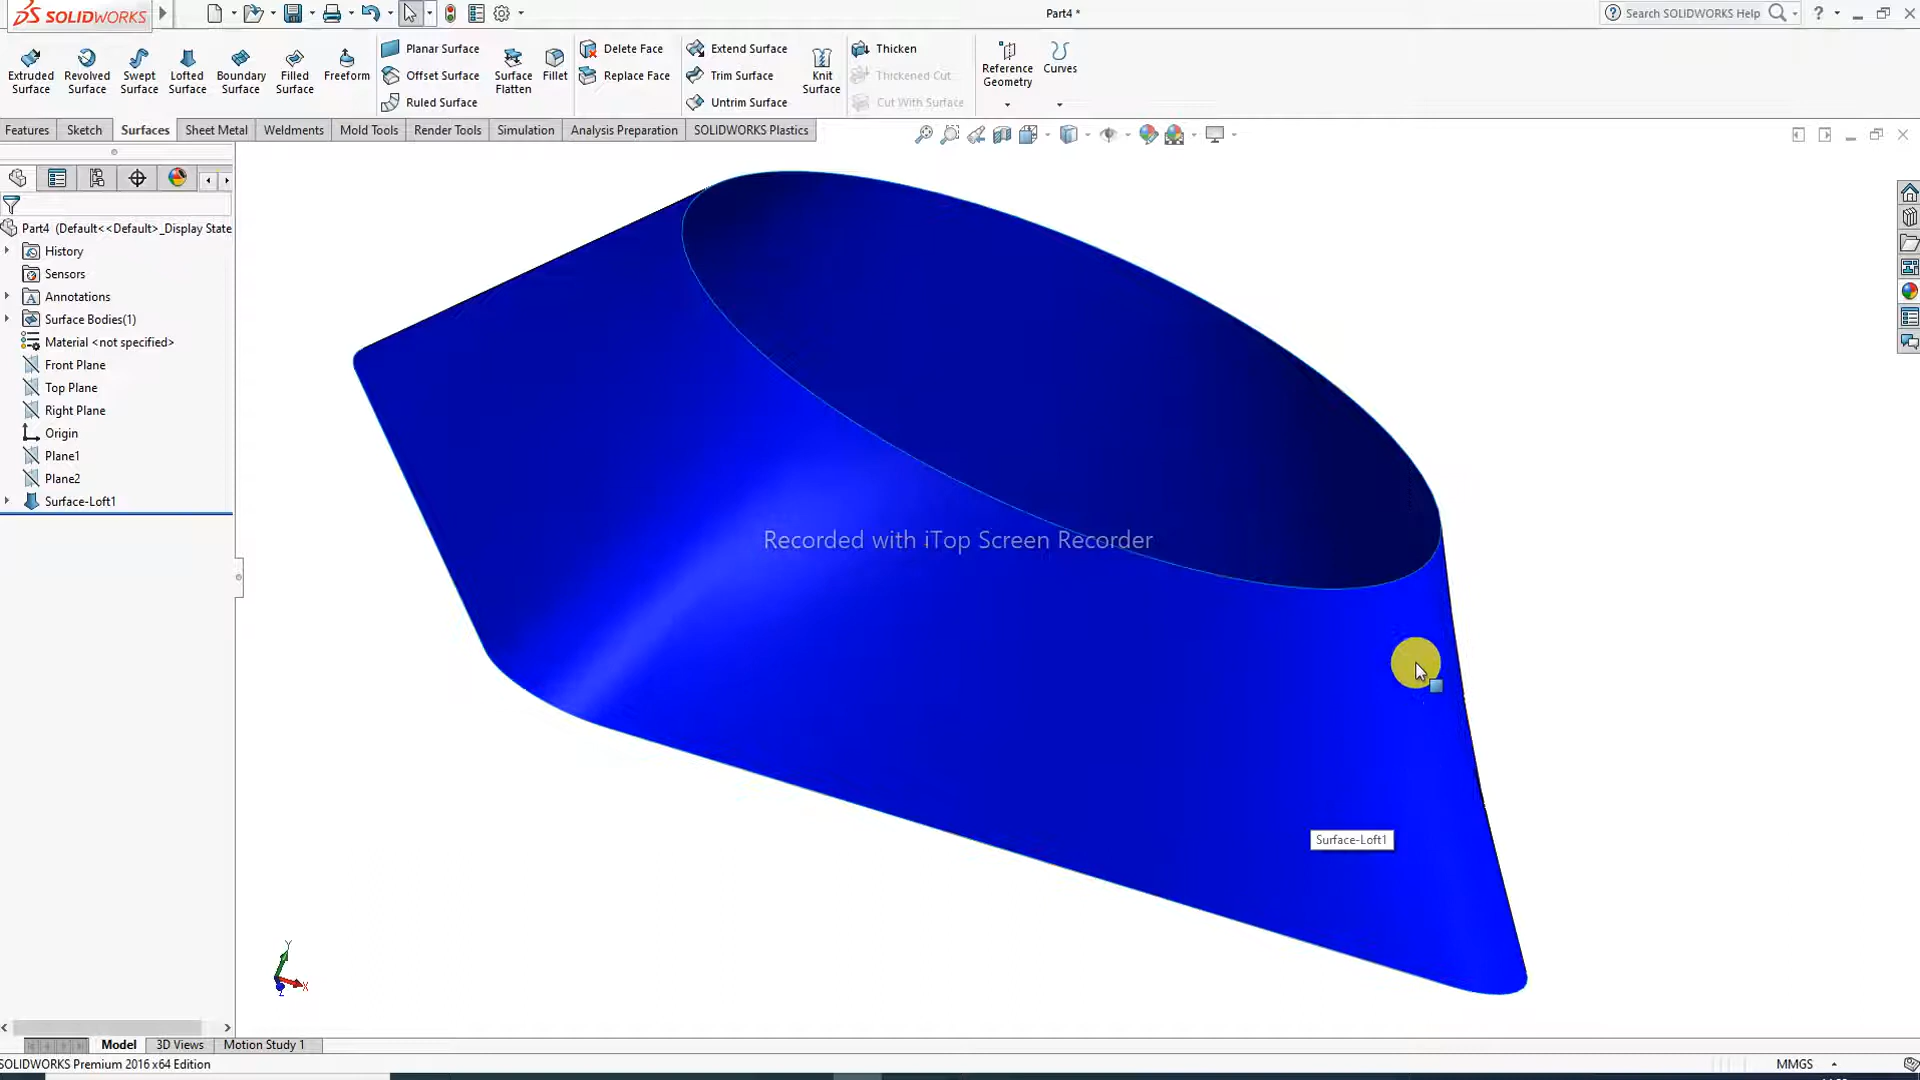 SOLIDWORKS
Part4 *
Search SOLIDWORKS Help
Extruded Surface
Revolved Surface
Swept Surface
Lofted Surface
Boundary Surface
Filled Surface
Freeform
Planar Surface
Offset Surface
Ruled Surface
Surface Flatten
Fillet
Delete Face
Replace Face
Extend Surface
Trim Surface
Untrim Surface
Knit Surface
Thicken
Thickened Cut
Cut With Surface
Reference Geometry
Curves
Features
Sketch
Surfaces
Sheet Metal
Weldments
Mold Tools
Render Tools
Simulation
Analysis Preparation
SOLIDWORKS Plastics
Part4 (Default<<Default>_Display State
History
Sensors
Annotations
Surface Bodies(1)
Material <not specified>
Front Plane
Top Plane
Right Plane
Origin
Plane1
Plane2
Surface-Loft1
Recorded with iTop Screen Recorder
Surface-Loft1
Y
X
Z
Model
3D Views
Motion Study 1
SOLIDWORKS Premium 2016 x64 Edition
MMGS